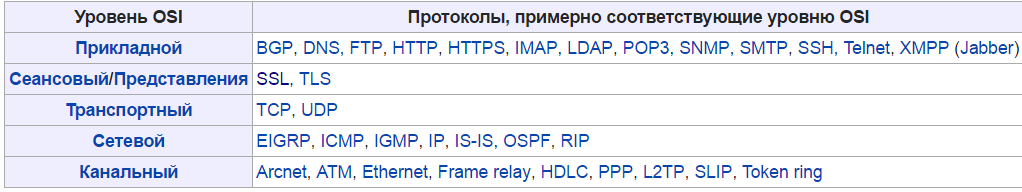 Уровень OSI Протоколы, примерно соответствующие уровню OSI
Прикладной BGP, DNS, FTP, HTTP, HTTPS, IMAP, LDAP, POP3, SNMP, SMTP, SSH, Telnet, XMPP (Jabber)
Сеансовый/Представления SSL, TLS
Транспортный TCP, UDP
Сетевой EIGRP, ICMP, IGMP, IP, IS-IS, OSPF, RIP
Канальный Arcnet, ATM, Ethernet, Frame relay, HDLC, PPP, L2TP, SLIP, Token ring